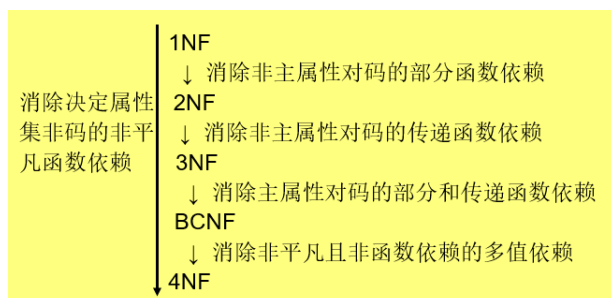 1NF
↓ 消除非主属性对码的部分函数依赖
消除决定属性
集非码的非平
凡函数依赖
2NF
↓ 消除非主属性对码的传递函数依赖
3NF
↓ 消除主属性对码的部分和传递函数依赖
BCNF
↓ 消除非平凡且非函数依赖的多值依赖
4NF